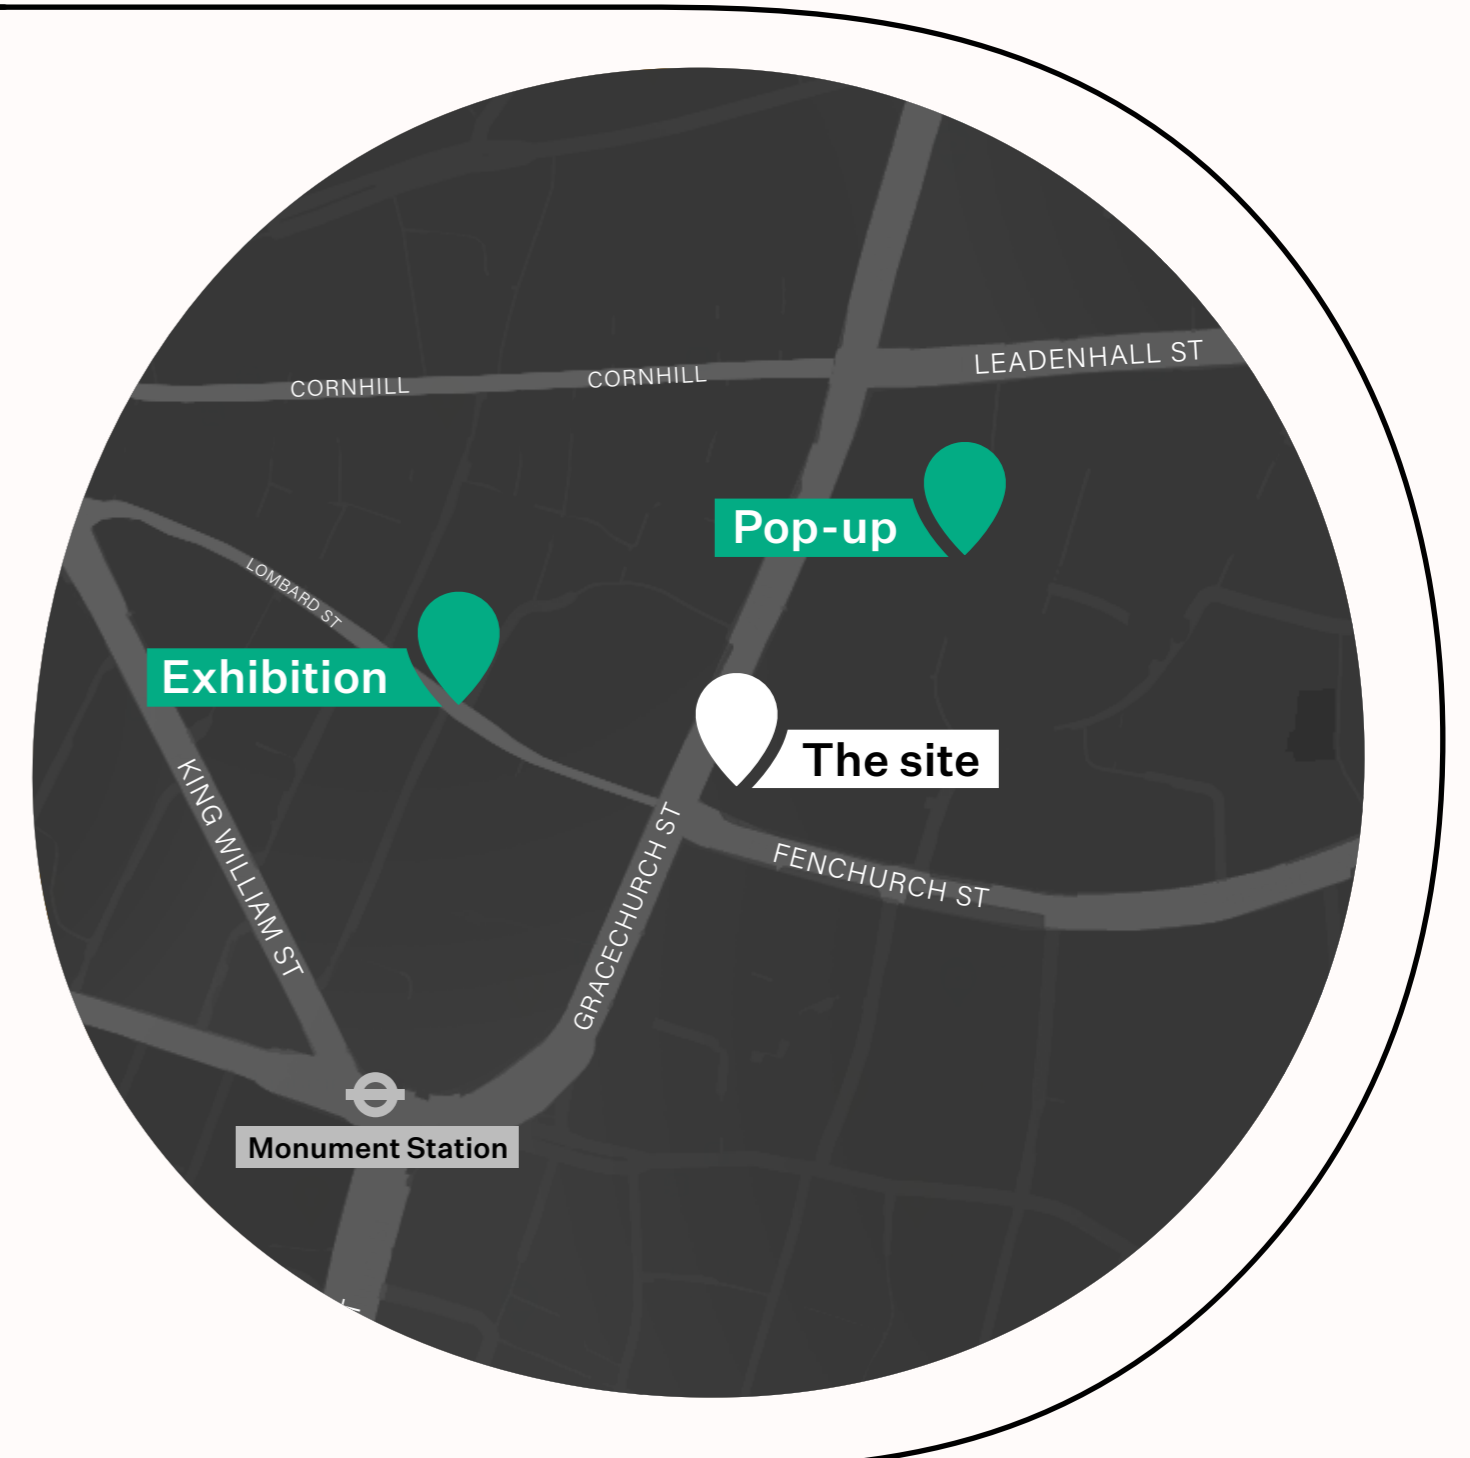 CORNHILL
CORNHILL
LEADENHALL ST
Pop-up
LOMBARD ST
Exhibition
The site
KING WILLIAM ST
GRACECHURCH ST
FENCHURCH ST
Monument Station